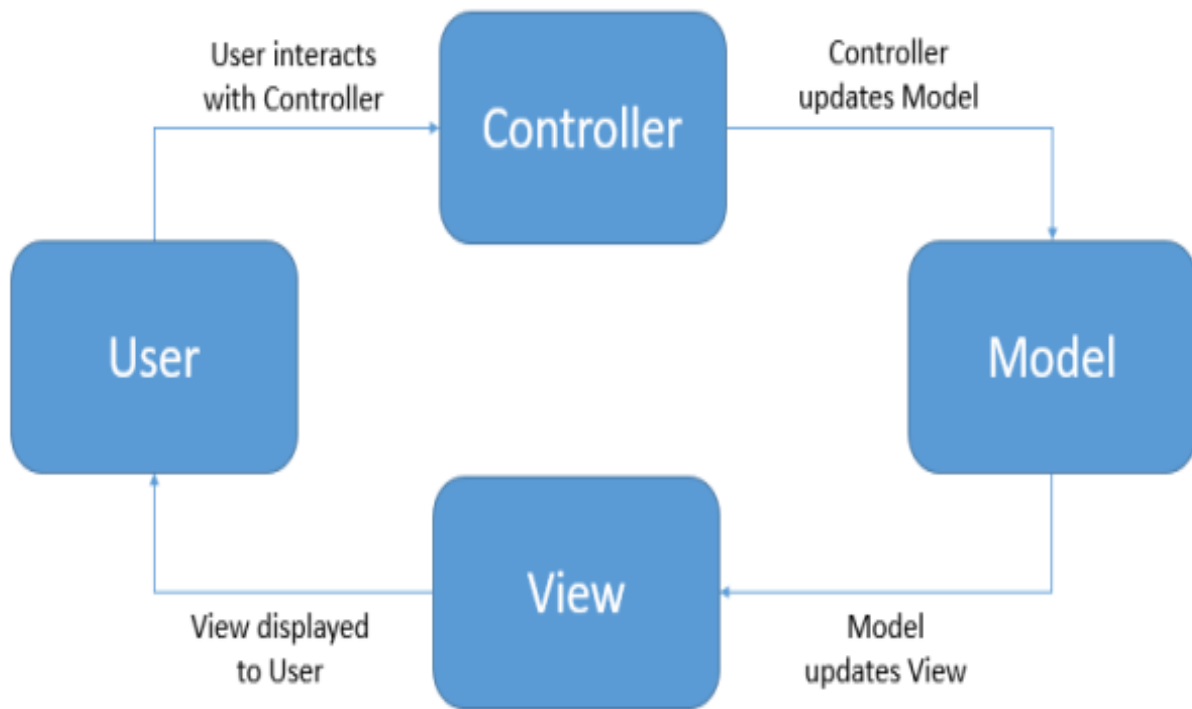 User interacts
with Controller
Controller
Controller
updates Model
User
Model
View
View displayed
to User
Model
updates View